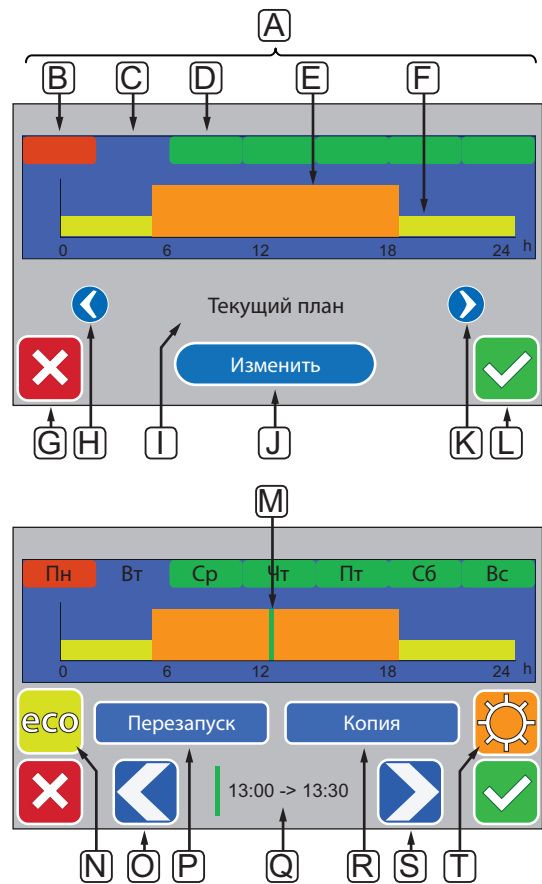 A
B C D E F
0 6 12 18 24 h
Текущий план
Изменить
G H I J K L
M
Пн Вт Ср Чт Пт Сб Вс
0 6 12 18 24 h
eco Перезапуск Копия
13:00 -> 13:30
N O P Q R S T